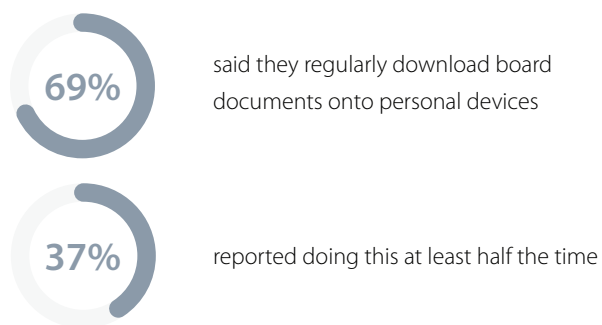 69%
said they regularly download board
documents onto personal devices
37%
reported doing this at least half the time